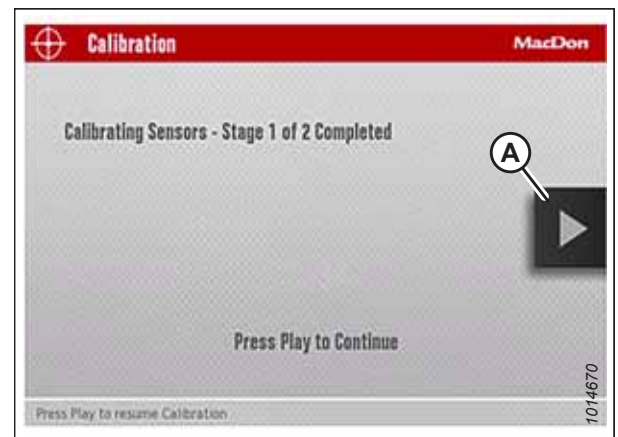 Calibration
MacDon
Calibrating Sensors - Stage 1 of 2 Completed
A
Press Play to Continue
Press Play to resume Calibration
1014670